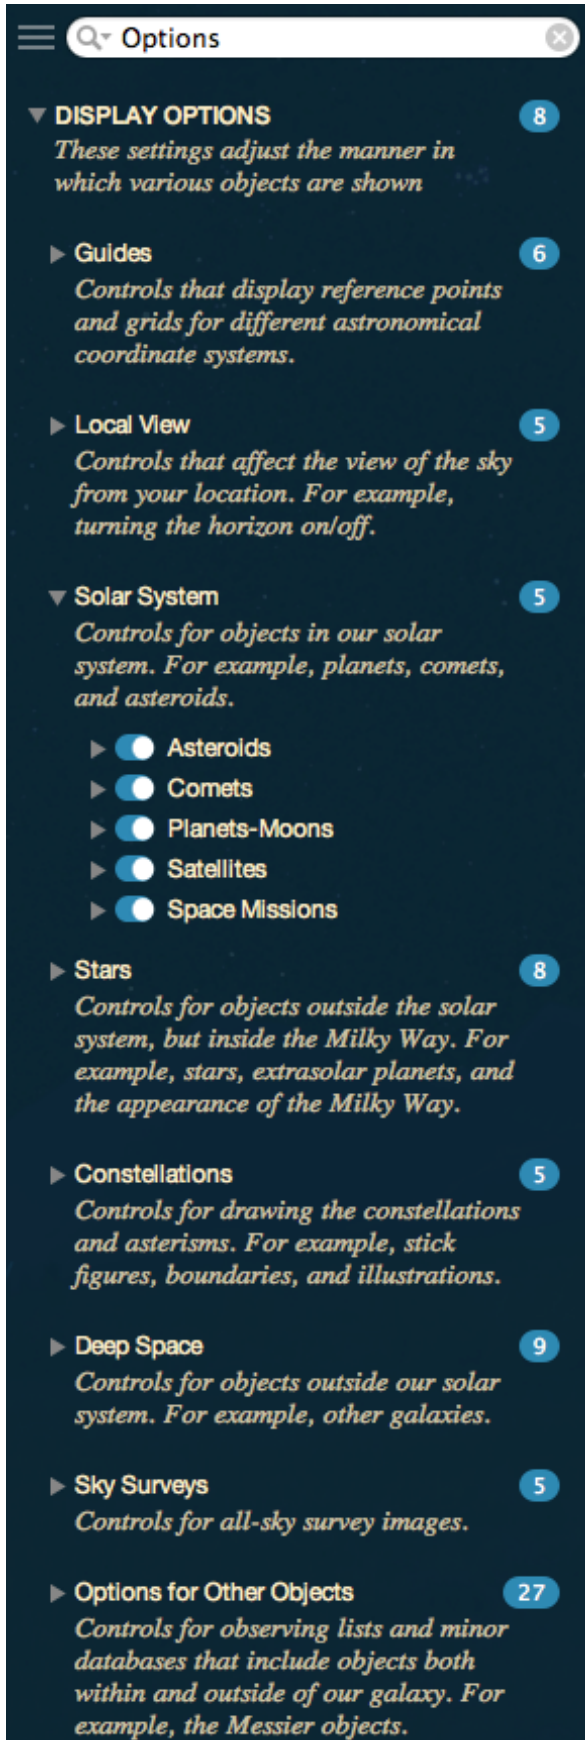 Options
DISPLAY OPTIONS 8
These settings adjust the manner in
which various objects are shown
Guides 6
Controls that display reference points
and grids for different astronomical
coordinate systems.
Local View 5
Controls that affect the view of the sky
from your location. For example,
turning the horizon on/off.
Solar System 5
Controls for objects in our solar
system. For example, planets, comets,
and asteroids.
Asteroids
Comets
Planets-Moons
Satellites
Space Missions
Stars 8
Controls for objects outside the solar
system, but inside the Milky Way. For
example, stars, extrasolar planets, and
the appearance of the Milky Way.
Constellations 5
Controls for drawing the constellations
and asterisms. For example, stick
figures, boundaries, and illustrations.
Deep Space 9
Controls for objects outside our solar
system. For example, other galaxies.
Sky Surveys 5
Controls for all-sky survey images.
Options for Other Objects 27
Controls for observing lists and minor
databases that include objects both
within and outside of our galaxy. For
example, the Messier objects.